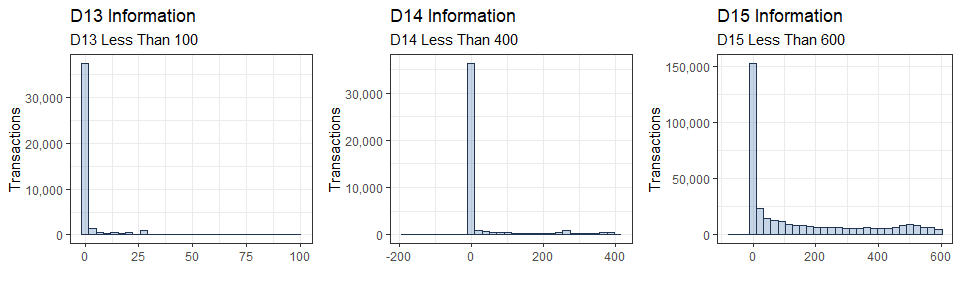 D13 Information
D13 Less Than 100
Transactions
30,000
20,000
10,000
0
0
25
50
75
100
D14 Information
D14 Less Than 400
Transactions
30,000
20,000
10,000
0
-200
0
200
400
D15 Information
D15 Less Than 600
Transactions
150,000
100,000
50,000
0
0
200
400
600